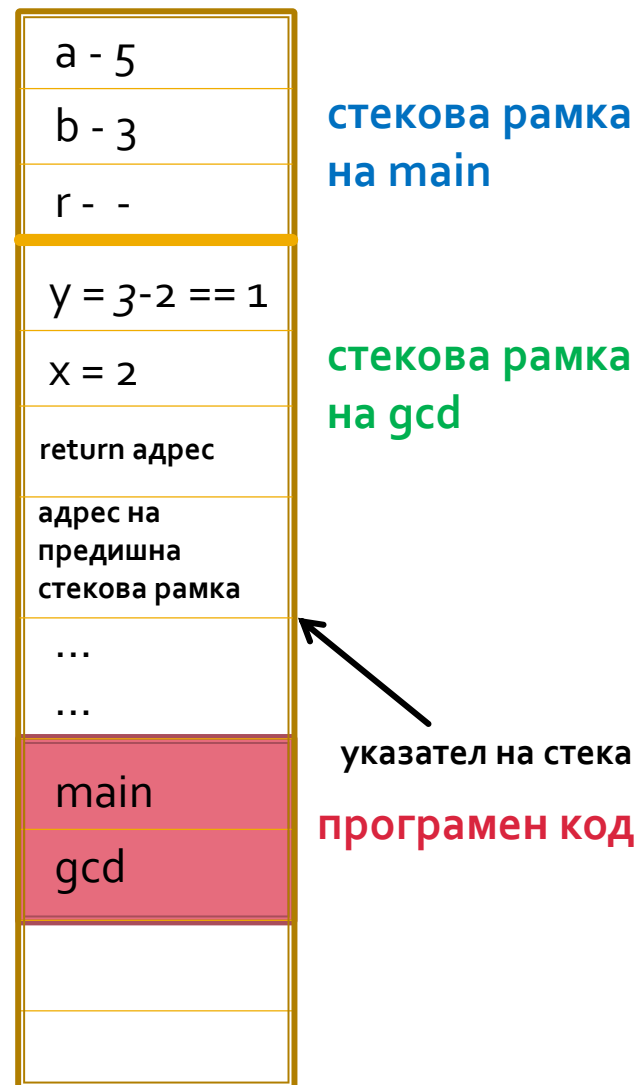 a - 5
b - 3
r - -
стекова рамка
на main
y = 3-2 == 1
x = 2
return адрес
адрес на
предишна
стекова рамка
стекова рамка
на gcd
...
...
указател на стека
main
gcd
програмен код